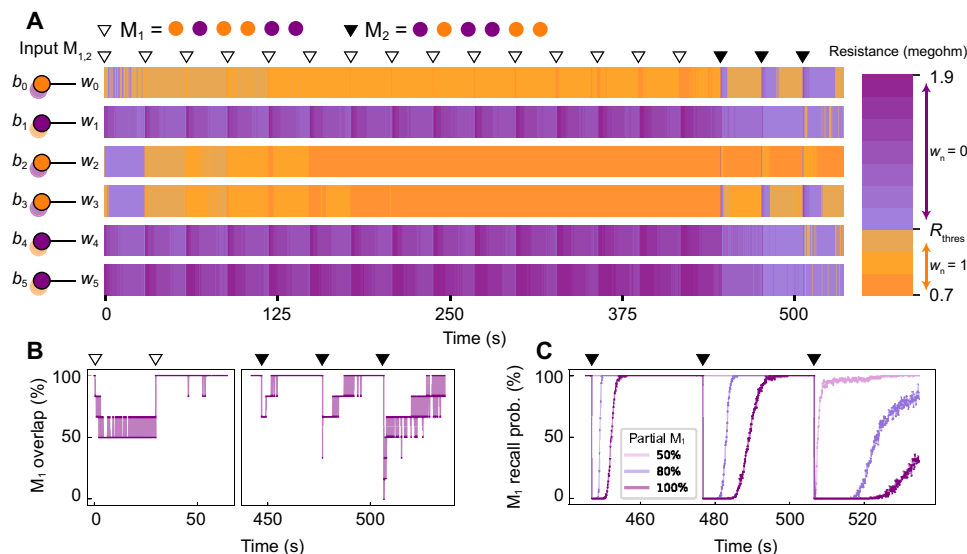 A
M1 =
M2 =
Input M1,2
Resistance (megohm)
b0 w0
b1 w1
b2 w2
b3 w3
b4 w4
b5 w5
1.9
wn = 0
Rthres
wn = 1
0.7
0 125 250 375 500
Time (s)
B
M1 overlap (%)
100
50
0
0 50
450 500
Time (s)
C
M1 recall prob. (%)
100
50
0
Partial M1
50%
80%
100%
460 480 500 520
Time (s)